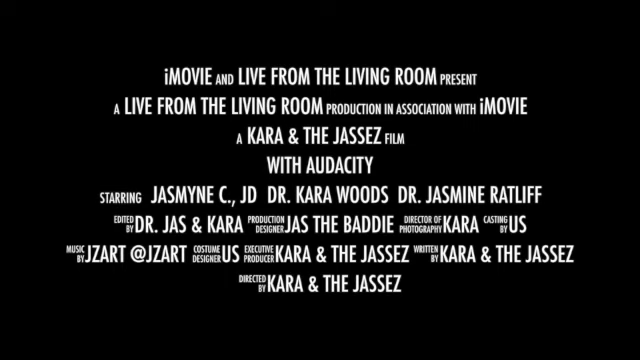 iMOVIE AND LIVE FROM THE LIVING ROOM PRESENT
A LIVE FROM THE LIVING ROOM PRODUCTION IN ASSOCIATION WITH iMOVIE
A KARA & THE JASSEZ FILM
WITH AUDACITY
STARRING JASMYNE C., JD DR. KARA WOODS DR. JASMINE RATLIFF
EDITED BY DR. JAS & KARA PRODUCTION DESIGNER JAS THE BADDIE DIRECTOR OF PHOTOGRAPHY KARA CASTING BY US
MUSIC BY JZART @JZART COSTUME DESIGNER US EXECUTIVE PRODUCER KARA & THE JASSEZ WRITTEN BY KARA & THE JASSEZ
DIRECTED BY KARA & THE JASSEZ